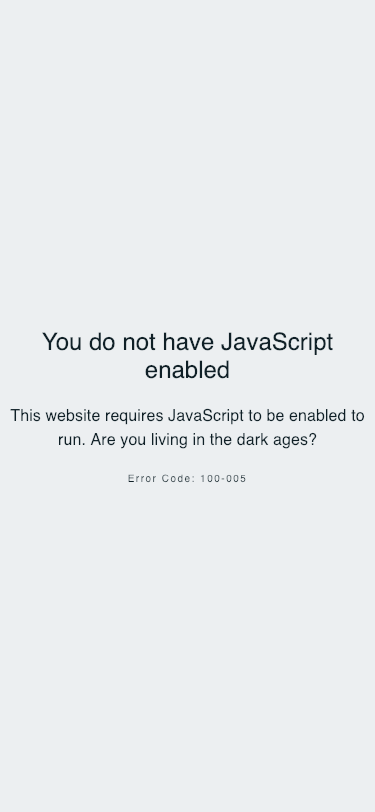 You do not have JavaScript
enabled
This website requires JavaScript to be enabled to
run. Are you living in the dark ages?
Error Code: 100-005